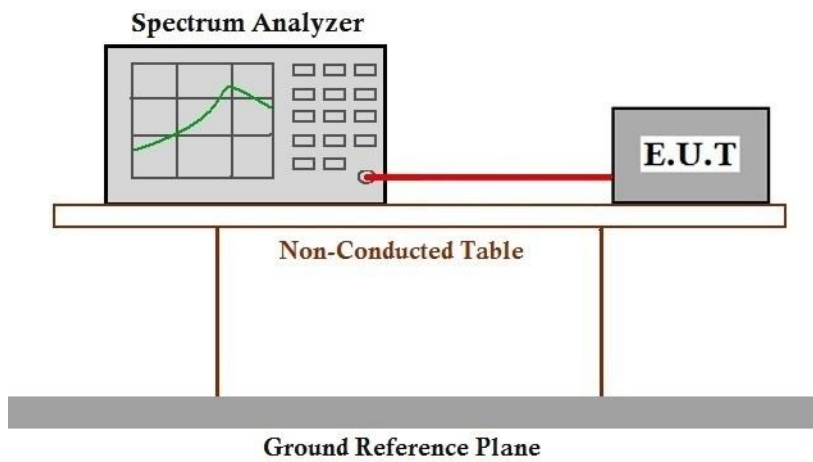 Spectrum Analyzer
E.U.T
Non-Conducted Table
Ground Reference Plane